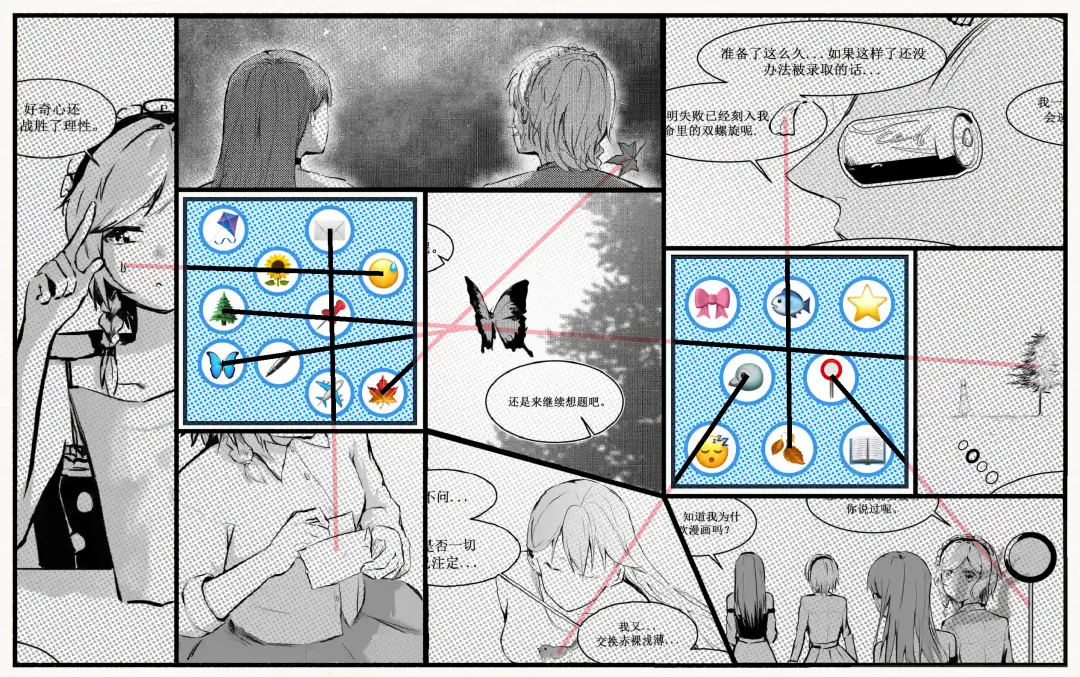 好奇心还
战胜了理性。
准备了这么久...如果这样了还没
办法被录取的话...
明失败已经刻入我
命里的双螺旋呢.
我一
会这
。
还是来继续想题吧。
不问...
是否一切
已注定...
我又...
交换赤裸浅薄...
知道我为什
欢漫画吗?
你说过呢。